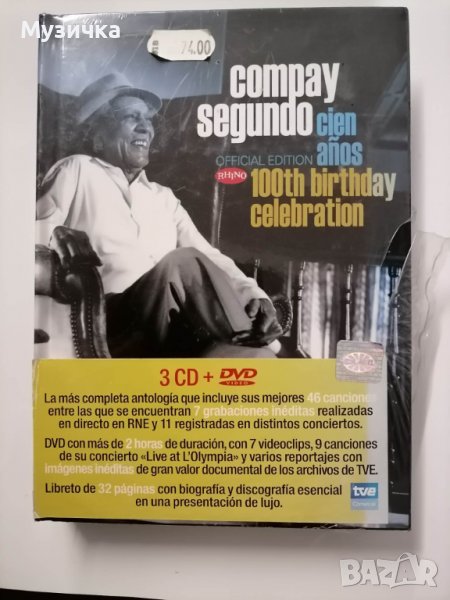 Музичка
74.00
compay
segundo cien
años
OFFICIAL EDITION
RHINO 100th birthday
celebration
3 CD + DVD
VIDEO
La más completa antología que incluye sus mejores 46 canciones
entre las que se encuentran 7 grabaciones inéditas realizadas
en directo en RNE y 11 registradas en distintos conciertos.
DVD con más de 2 horas de duración, con 7 videoclips, 9 canciones
de su concierto «Live at L'Olympia» y varios reportajes con
imágenes inéditas de gran valor documental de los archivos de TVE.
Libreto de 32 páginas con biografía y discografía esencial
en una presentación de lujo.
tve
BAZAR